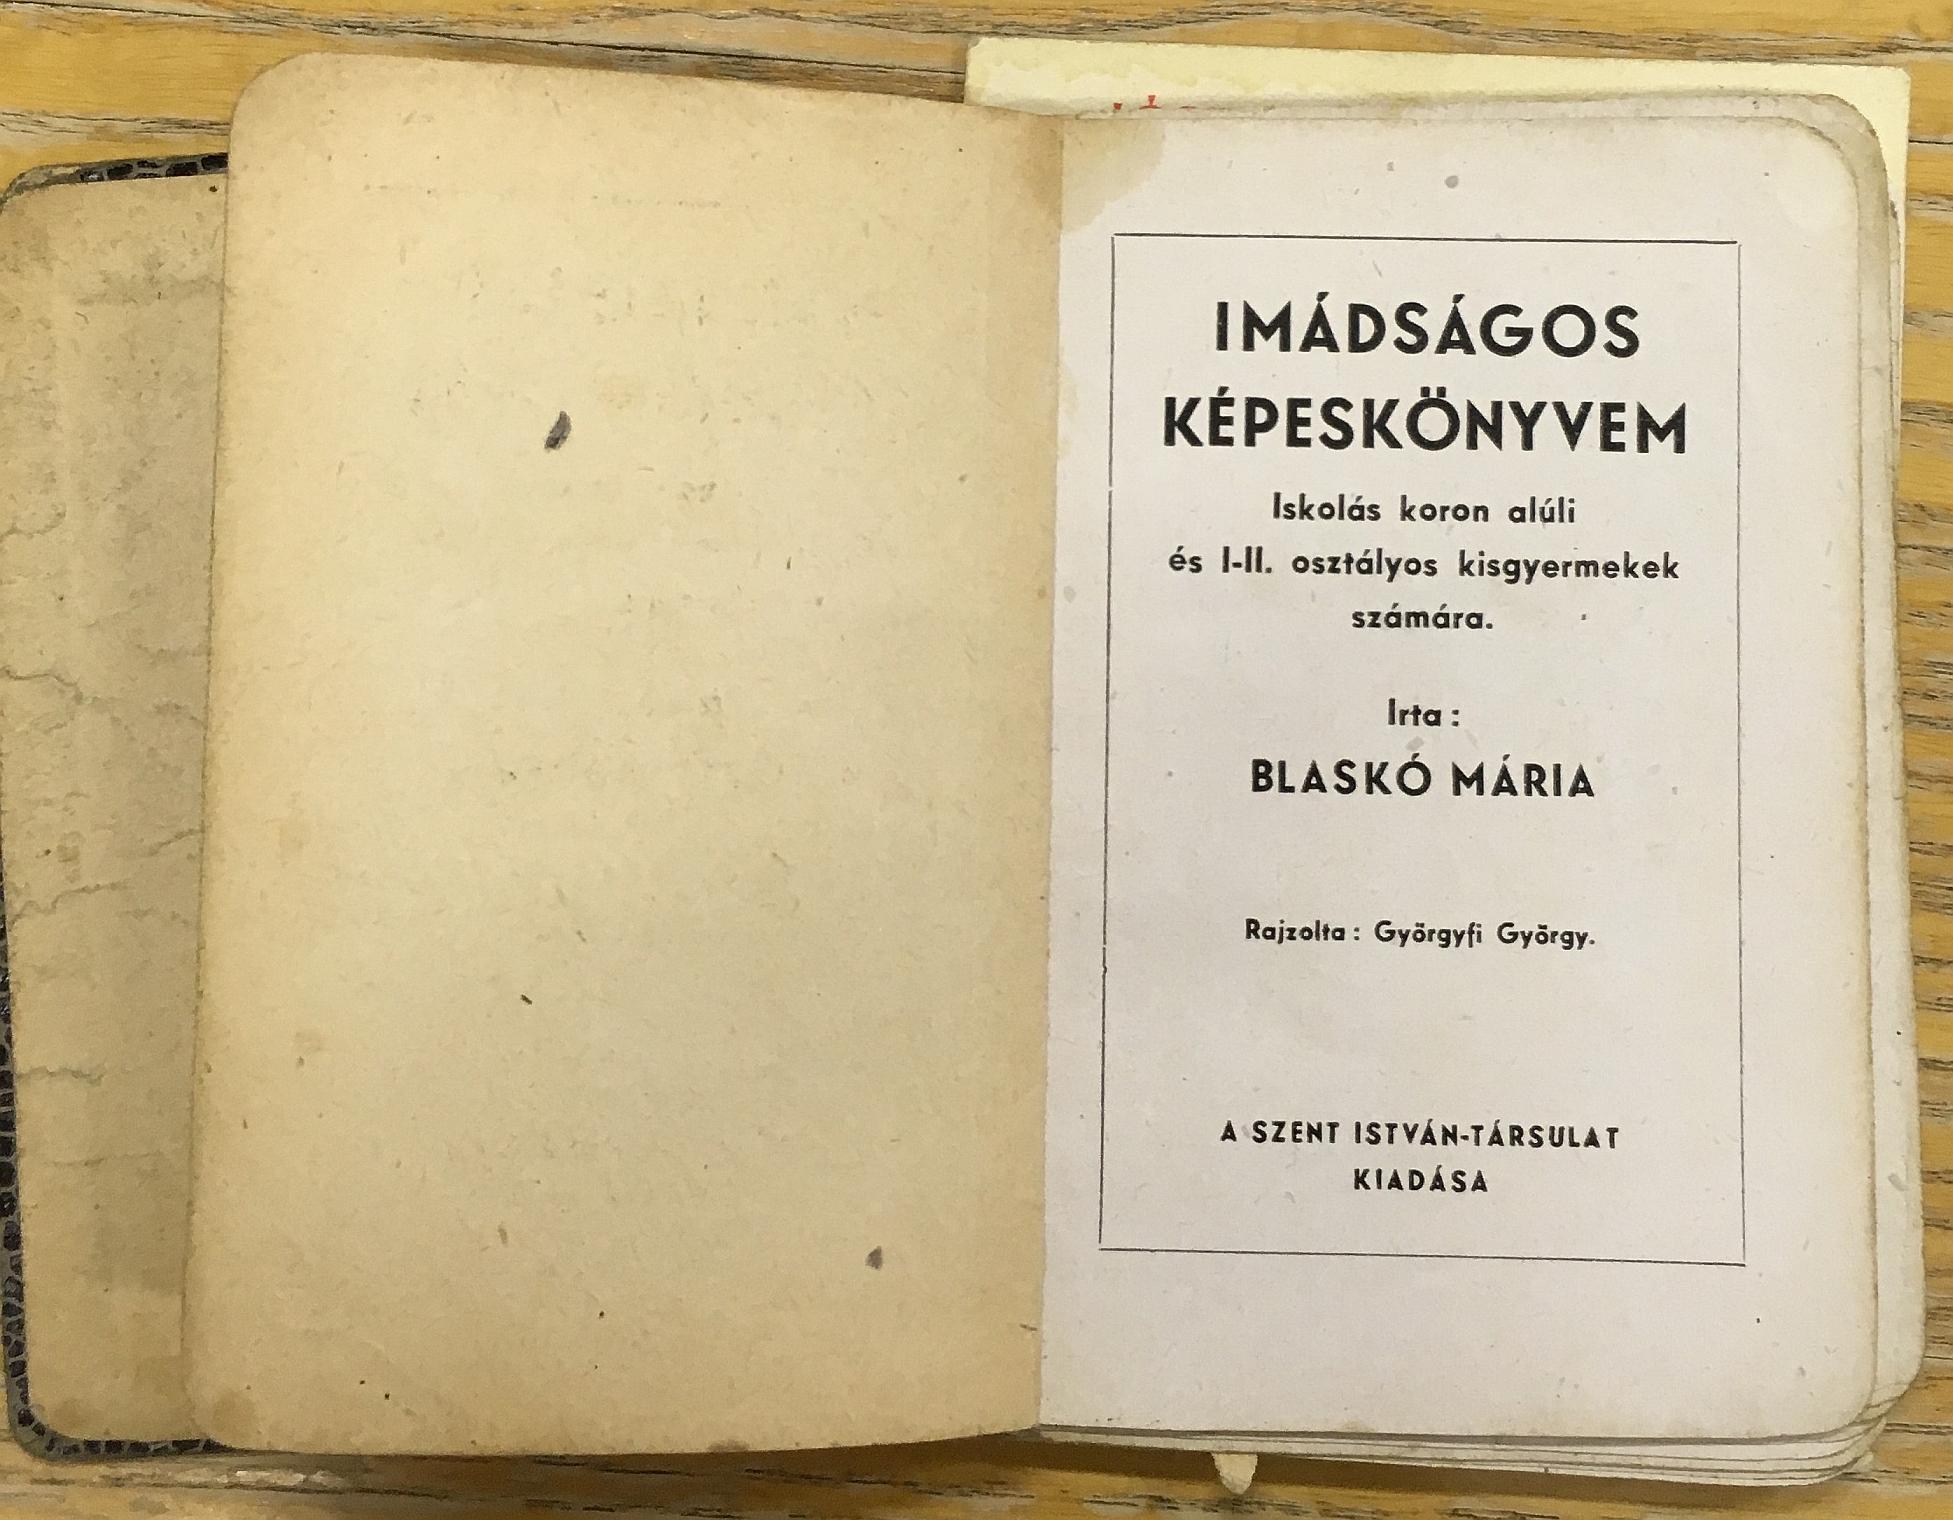 IMÁDSÁGOS
KÉPESKÖNYVEM
Iskolás koron alúli
és I-II. osztályos kisgyermekek
számára.
Irta :
BLASKÓ MÁRIA
Rajzolta : Györgyfi György.
A SZENT ISTVÁN-TÁRSULAT
KIADÁSA